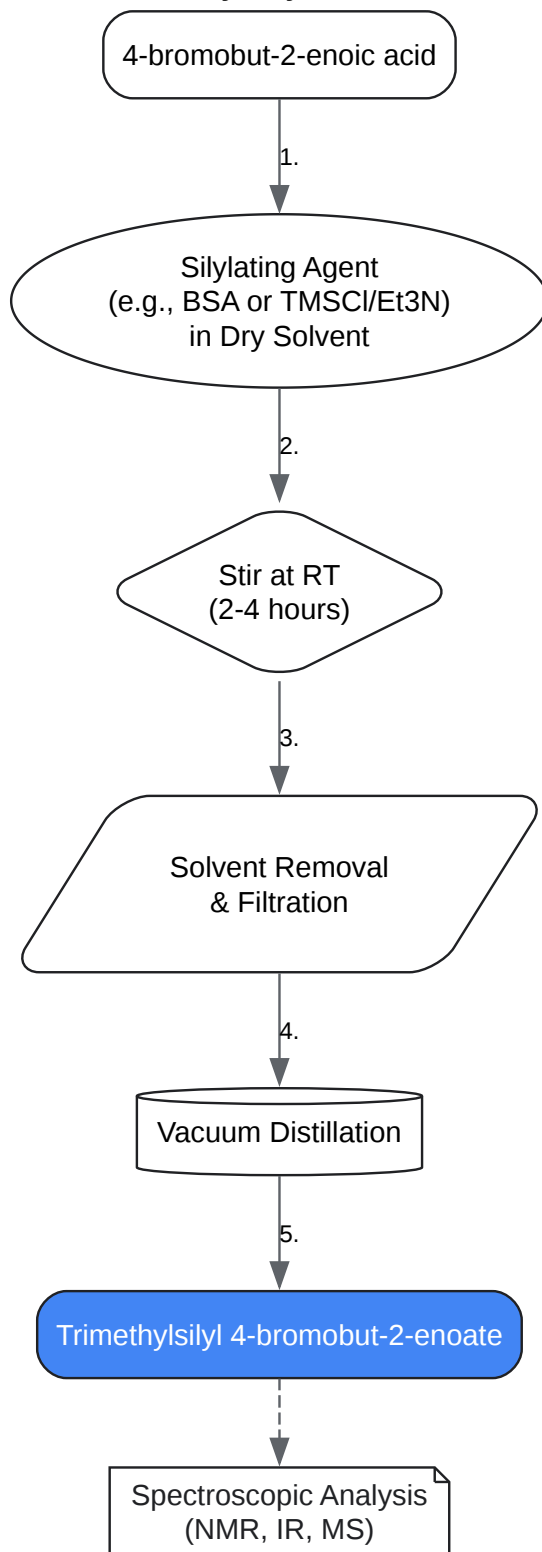 4-bromobut-2-enoic acid
1.
Silylating Agent
(e.g., BSA or TMSCl/Et3N)
in Dry Solvent
2.
Stir at RT
(2-4 hours)
3.
Solvent Removal
& Filtration
4.
Vacuum Distillation
5.
Trimethylsilyl 4-bromobut-2-enoate
Spectroscopic Analysis
(NMR, IR, MS)